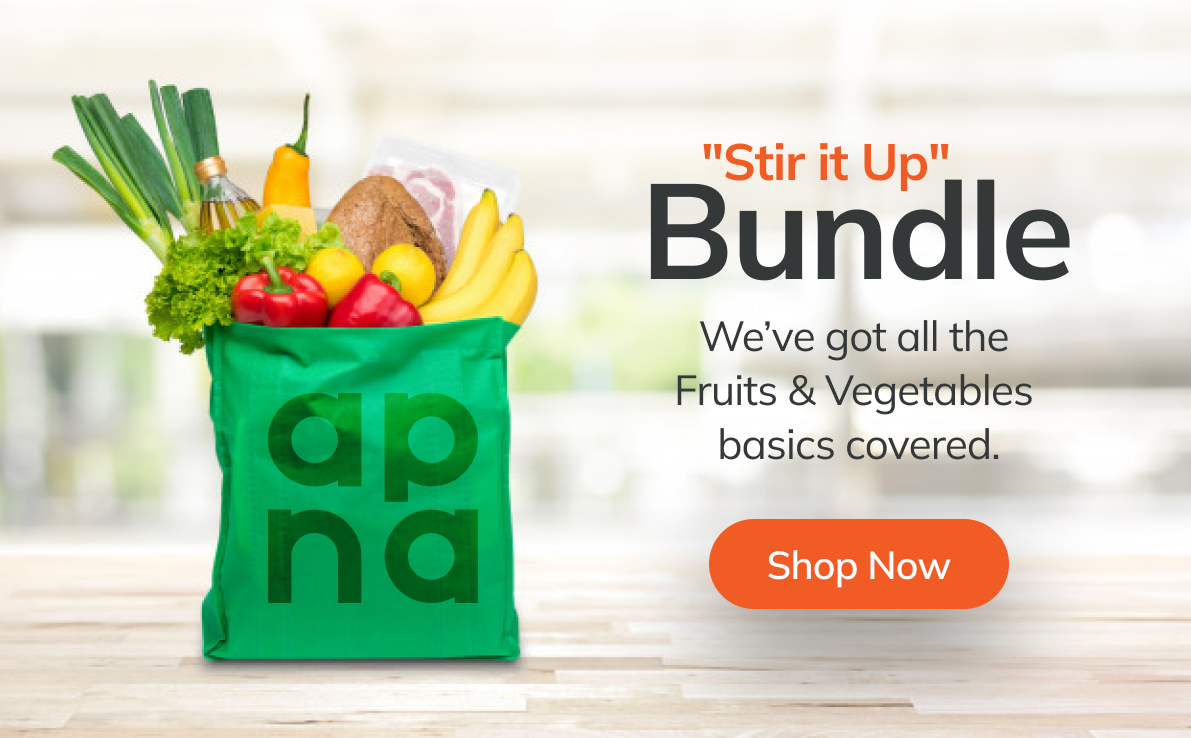 ap
na
"Stir it Up"
Bundle
We’ve got all the
Fruits & Vegetables
basics covered.
Shop Now